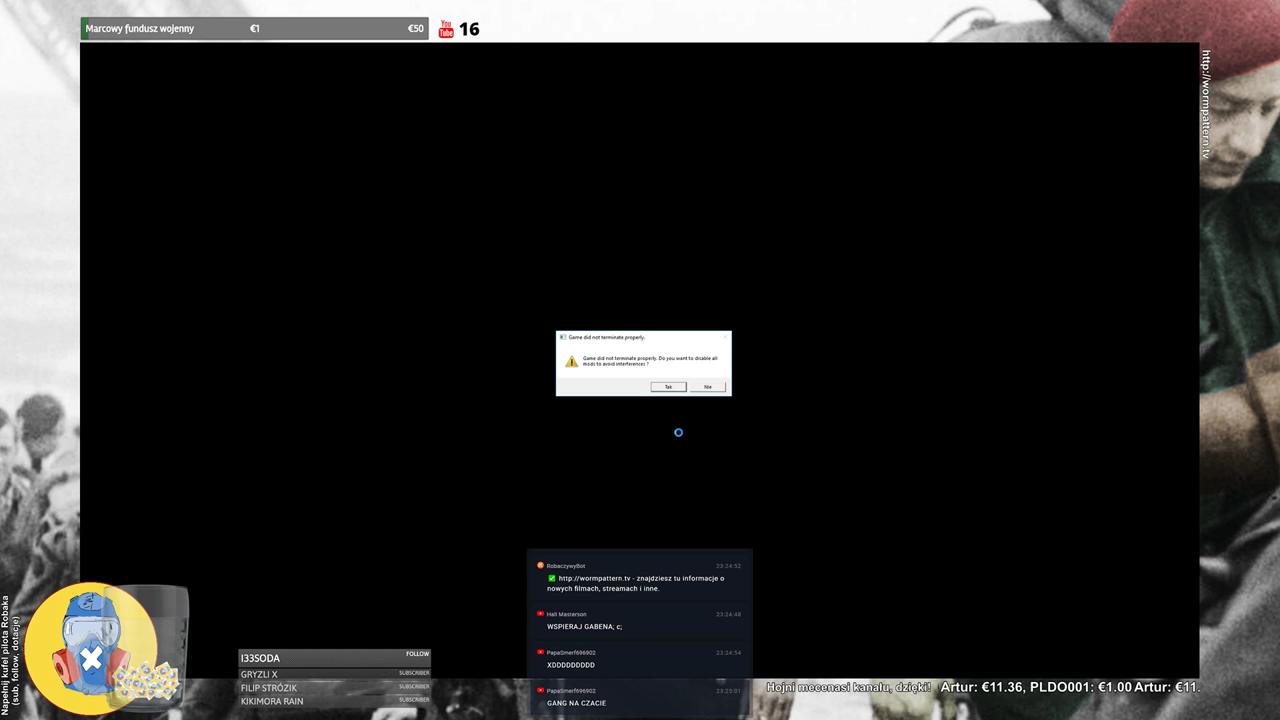 Marcowy fundusz wojenny €1 €50
You Tube 16
http://wormpattern.tv
Game did not terminate properly.
Game did not terminate properly. Do you want to disable all
mods to avoid interferences ?
Tak Nie
RobaczywyBot 23:24:52
✅ http://wormpattern.tv - znajdziesz tu informacje o
nowych filmach, streamach i inne.
Hall Masterson 23:24:48
WSPIERAJ GABENA; c;
PapaSmerf696902 23:24:54
XDDDDDDDDD
PapaSmerf696902 23:25:01
GANG NA CZACIE
Napełnij kufel pilota Robaka
(sub, follow, dotacje)
I33SODA FOLLOW
GRYZLI X SUBSCRIBER
FILIP STRÓZIK SUBSCRIBER
KIKIMORA RAIN SUBSCRIBER
Hojni mecenasi kanału, dzięki! Artur: €11.36, PLDO001: €1.00 Artur: €11.